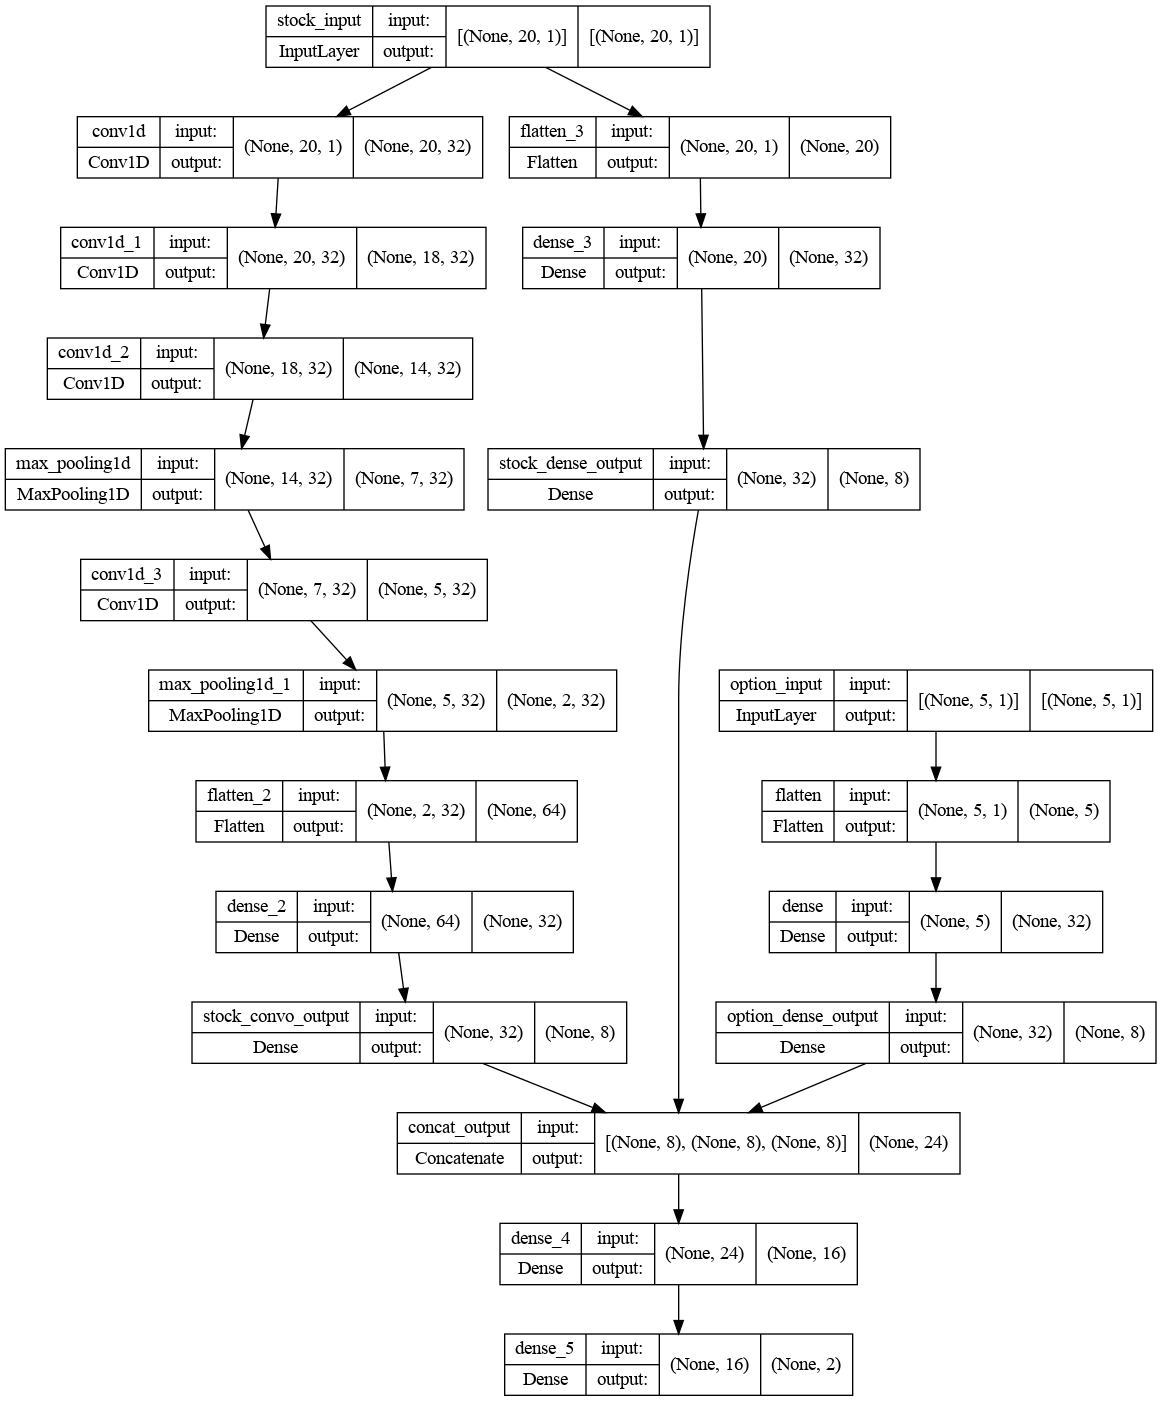 stock_input input: [(None, 20, 1)] [(None, 20, 1)]
InputLayer output:
conv1d input: (None, 20, 1) (None, 20, 32)
Conv1D output:
flatten_3 input: (None, 20, 1) (None, 20)
Flatten output:
conv1d_1 input: (None, 20, 32) (None, 18, 32)
Conv1D output:
dense_3 input: (None, 20) (None, 32)
Dense output:
conv1d_2 input: (None, 18, 32) (None, 14, 32)
Conv1D output:
max_pooling1d input: (None, 14, 32) (None, 7, 32)
MaxPooling1D output:
stock_dense_output input: (None, 32) (None, 8)
Dense output:
conv1d_3 input: (None, 7, 32) (None, 5, 32)
Conv1D output:
max_pooling1d_1 input: (None, 5, 32) (None, 2, 32)
MaxPooling1D output:
option_input input: [(None, 5, 1)] [(None, 5, 1)]
InputLayer output:
flatten_2 input: (None, 2, 32) (None, 64)
Flatten output:
flatten input: (None, 5, 1) (None, 5)
Flatten output:
dense_2 input: (None, 64) (None, 32)
Dense output:
dense input: (None, 5) (None, 32)
Dense output:
stock_convo_output input: (None, 32) (None, 8)
Dense output:
option_dense_output input: (None, 32) (None, 8)
Dense output:
concat_output input: [(None, 8), (None, 8), (None, 8)] (None, 24)
Concatenate output:
dense_4 input: (None, 24) (None, 16)
Dense output:
dense_5 input: (None, 16) (None, 2)
Dense output: